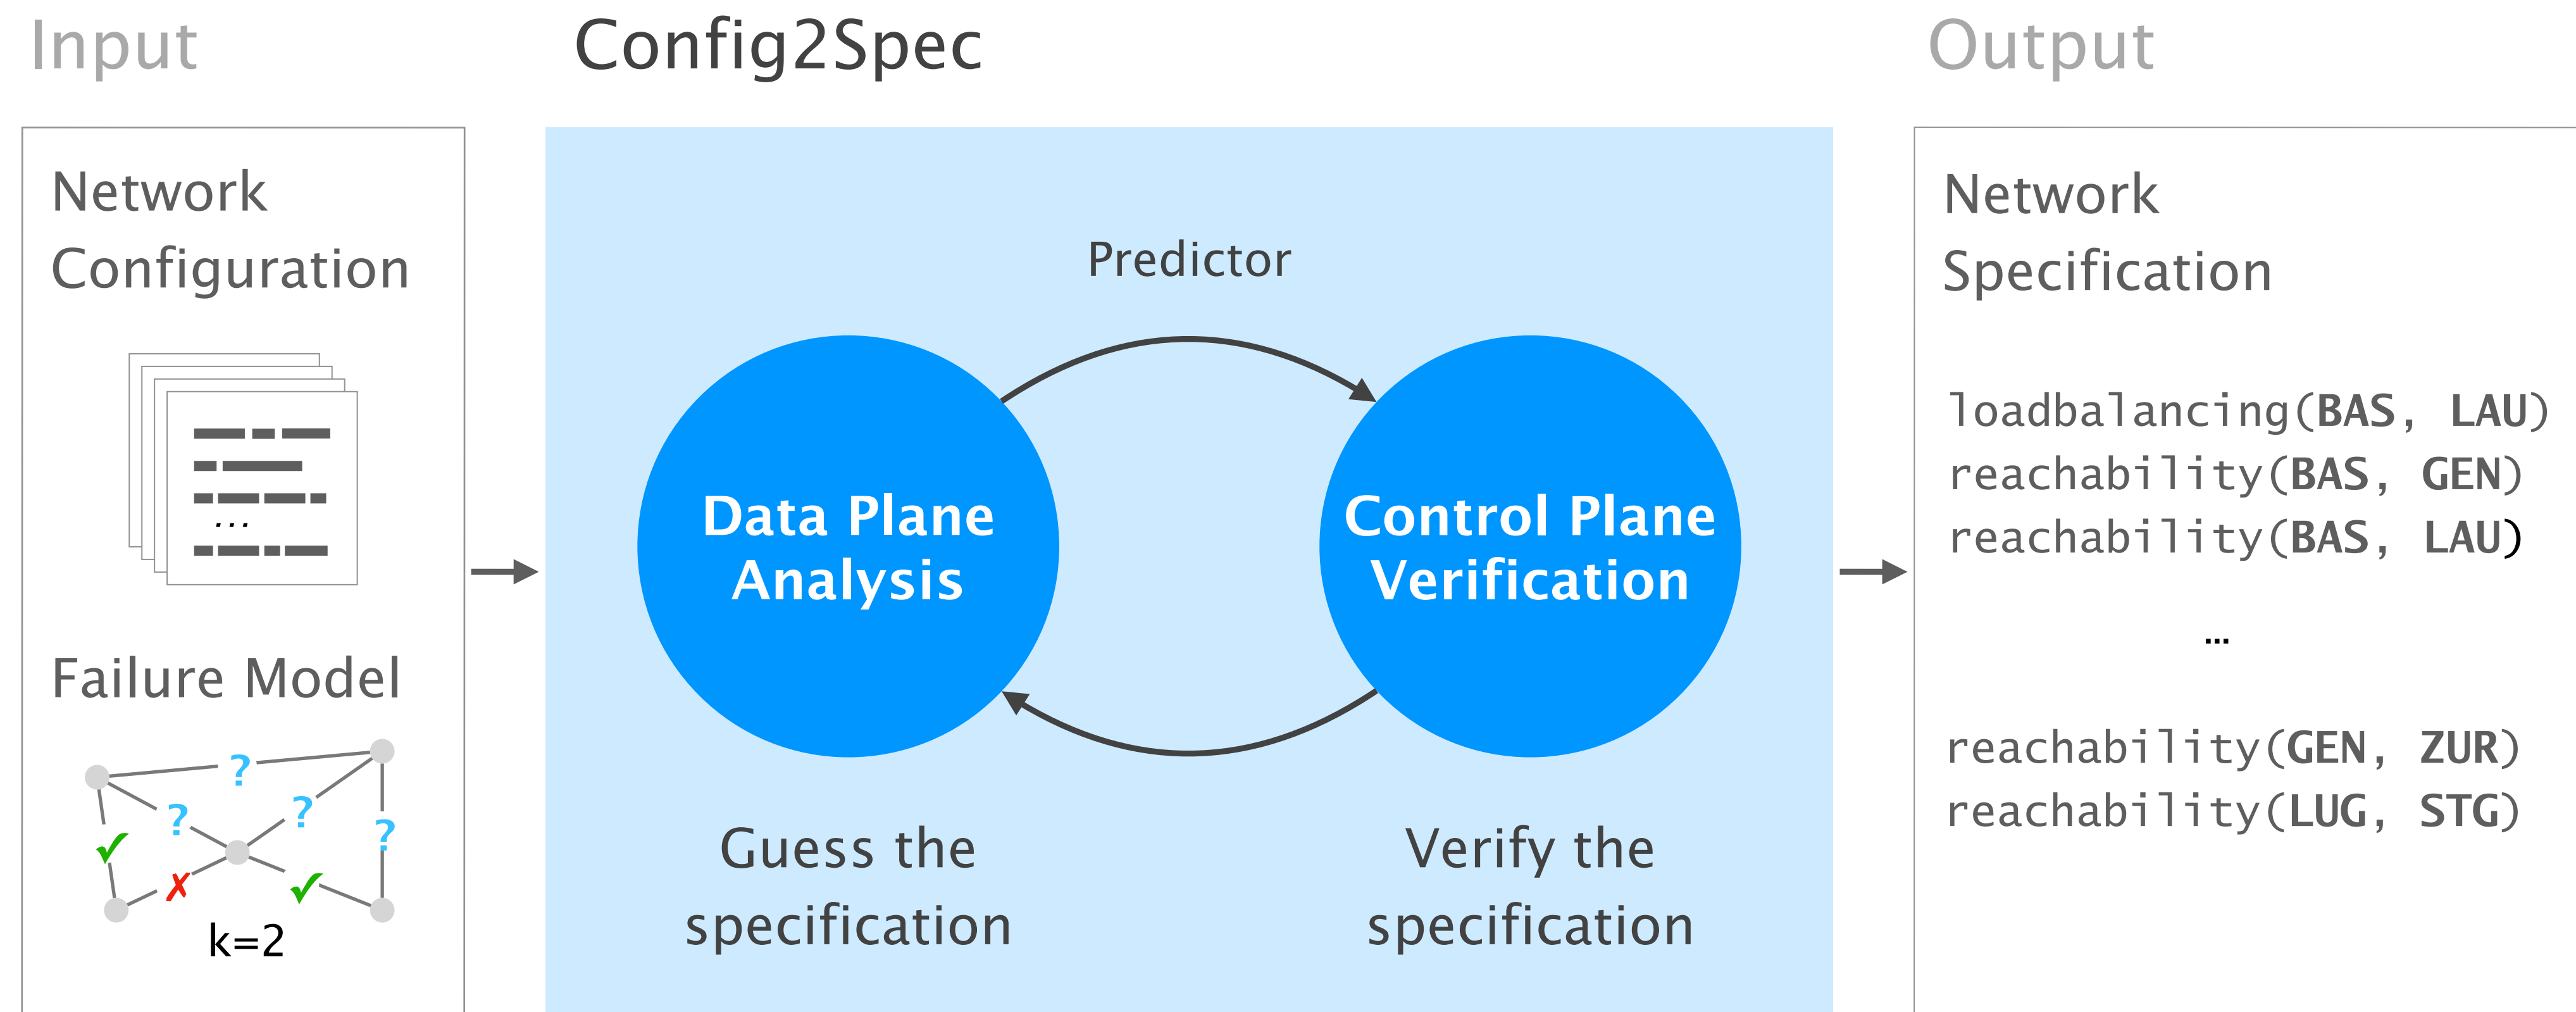 Input
Config2Spec
Output
Network
Configuration
...
Failure Model
?
?
?
?
✓
✗
✓
k=2
Predictor
Data Plane
Analysis
Control Plane
Verification
Guess the
specification
Verify the
specification
Network
Specification
loadbalancing(BAS, LAU)
reachability(BAS, GEN)
reachability(BAS, LAU)
...
reachability(GEN, ZUR)
reachability(LUG, STG)